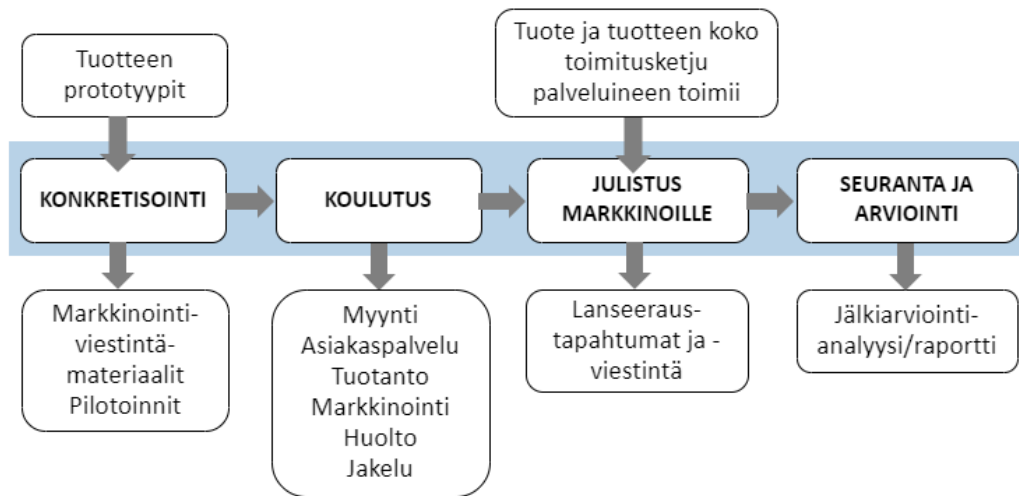 Tuotteen
prototyypit
Tuote ja tuotteen koko
toimitusketju
palveluineen toimii
KONKRETISOINTI
KOULUTUS
JULISTUS
MARKKINOILLE
SEURANTA JA
ARVIOINTI
Markkinointi-
viestintä-
materiaalit
Pilotoinnit
Myynti
Asiakaspalvelu
Tuotanto
Markkinointi
Huolto
Jakelu
Lanseeraus-
tapahtumat ja -
viestintä
Jälkiarviointi-
analyysi/raportti